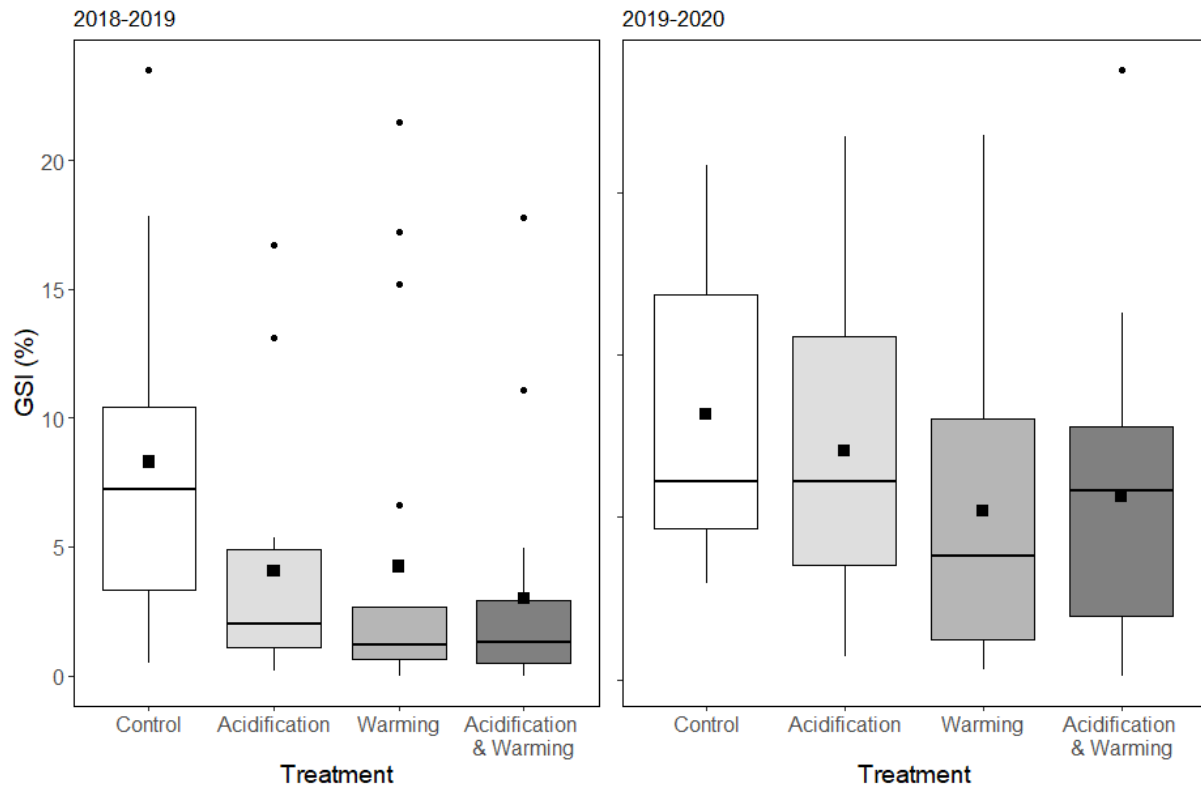 2018-2019
2019-2020
GSI (%)
20
15
10
5
0
Control
Acidification
Warming
Acidification
& Warming
Treatment
Control
Acidification
Warming
Acidification
& Warming
Treatment